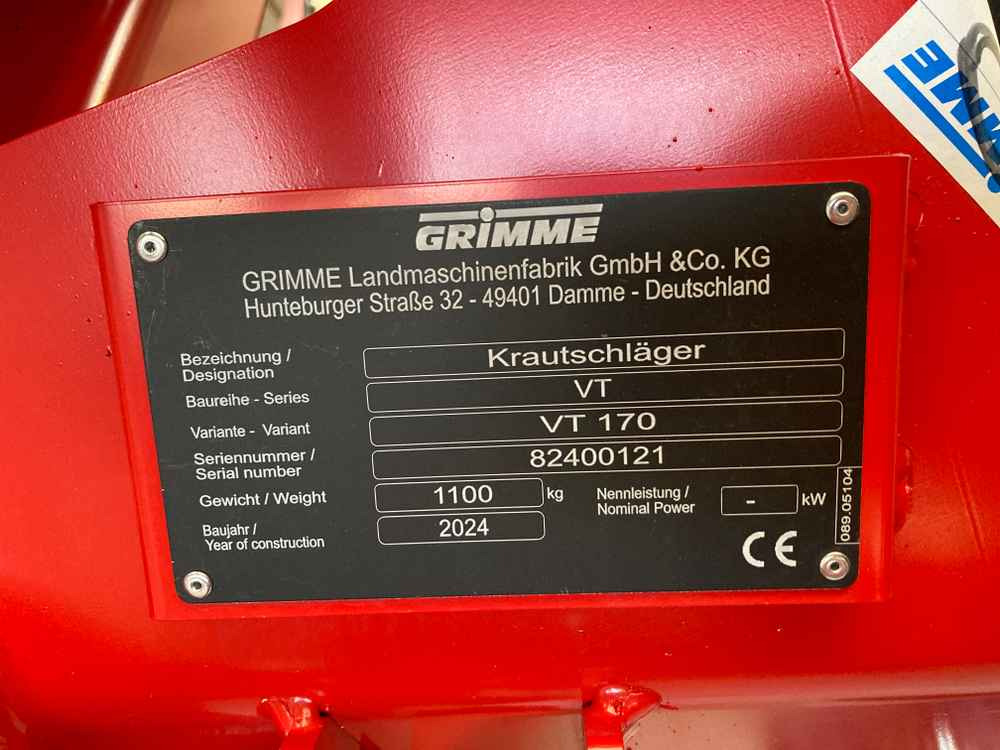 GRIMME
GRIMME Landmaschinenfabrik GmbH &Co. KG
Hunteburger Straße 32 - 49401 Damme - Deutschland
Bezeichnung /
Designation
Krautschläger
Baureihe - Series
VT
Variante - Variant
VT 170
Seriennummer /
Serial number
82400121
Gewicht / Weight
1100
kg
Nennleistung /
Nominal Power
-
kW
Baujahr /
Year of construction
2024
CE
089.05104